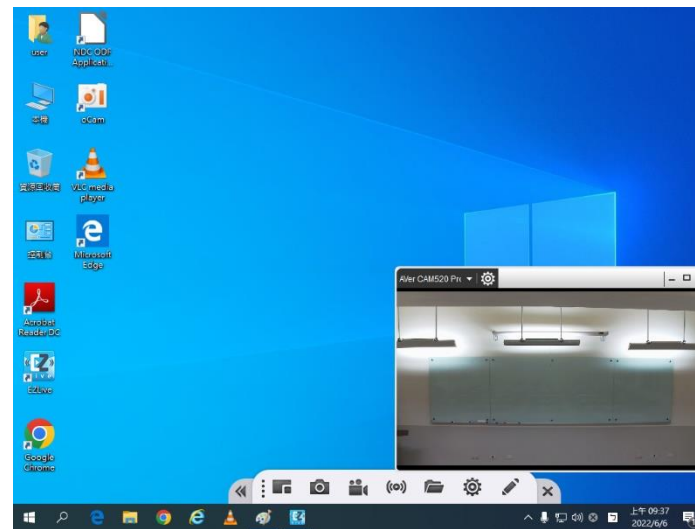 user
NDC ODF
Applicati...
本機
oCam
資源回收筒
VLC media
player
控制台
Microsoft
Edge
Acrobat
Reader DC
EZLive
Google
Chrome
AVer CAM520 Pr
上午 09:37
2022/6/6